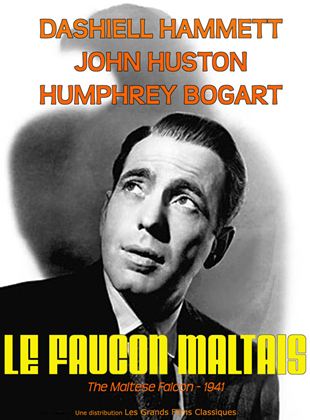 DASHIELL HAMMETT
JOHN HUSTON
HUMPHREY BOGART
LE FAUCON MALTAIS
The Maltese Falcon - 1941
Une distribution Les Grands Films Classiques